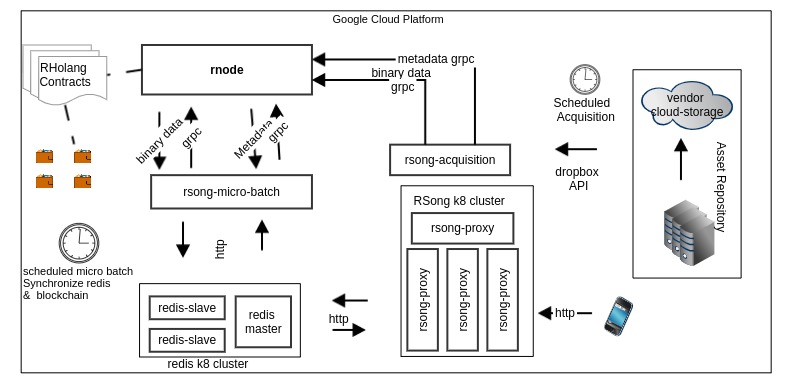 Google Cloud Platform
RHolang
Contracts
rnode
metadata grpc
binary data
grpc
Scheduled
Acquisition
vendor
cloud-storage
Asset Repository
binary data
grpc
Metadata
grpc
rsong-acquisition
dropbox
API
rsong-micro-batch
RSong k8 cluster
rsong-proxy
http
scheduled micro batch
Synchronize redis
& blockchain
rsong-proxy
rsong-proxy
rsong-proxy
redis-slave
redis-slave
redis
master
http
http
redis k8 cluster